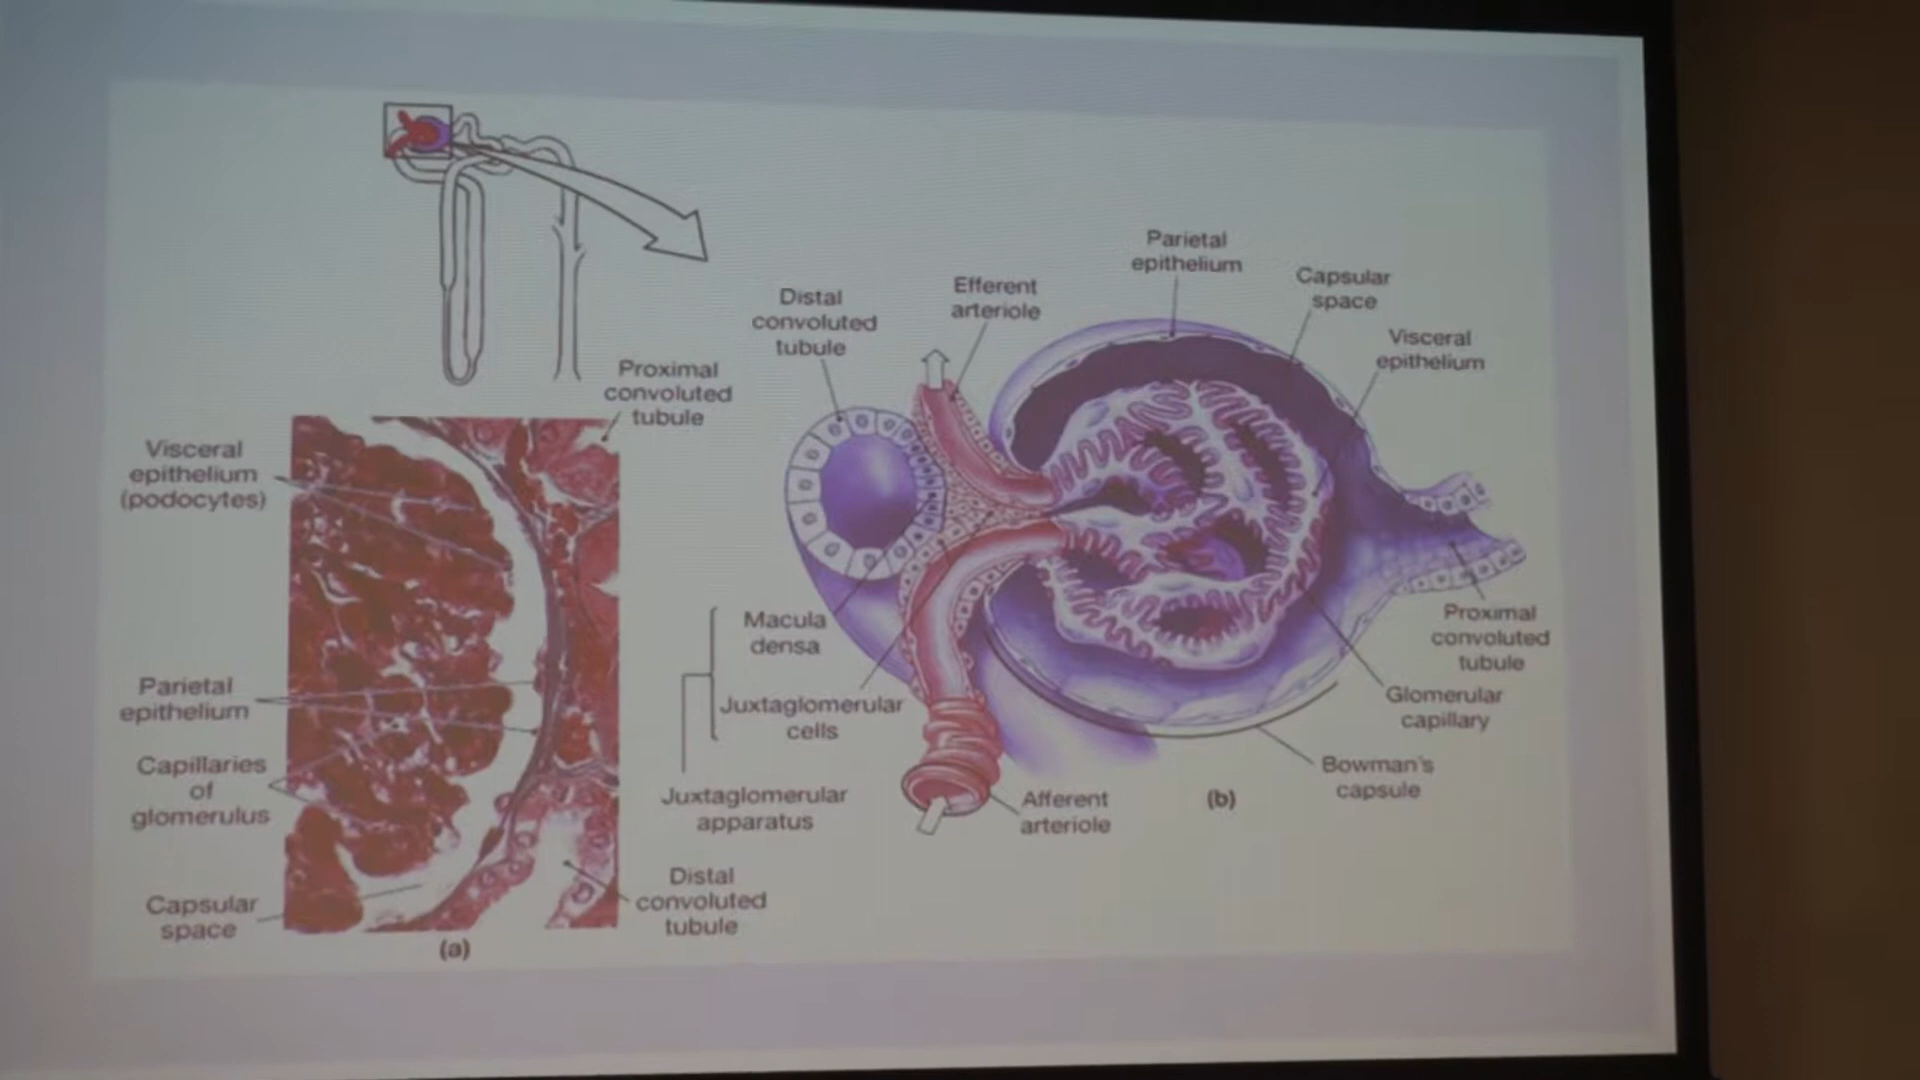 Proximal
convoluted
tubule
Visceral
epithelium
(podocytes)
Parietal
epithelium
Capillaries
of
glomerulus
Capsular
space
(a)
Distal
convoluted
tubule
Distal
convoluted
tubule
Efferent
arteriole
Parietal
epithelium
Capsular
space
Visceral
epithelium
Macula
densa
Juxtaglomerular
cells
Juxtaglomerular
apparatus
Afferent
arteriole
(b)
Proximal
convoluted
tubule
Glomerular
capillary
Bowman's
capsule